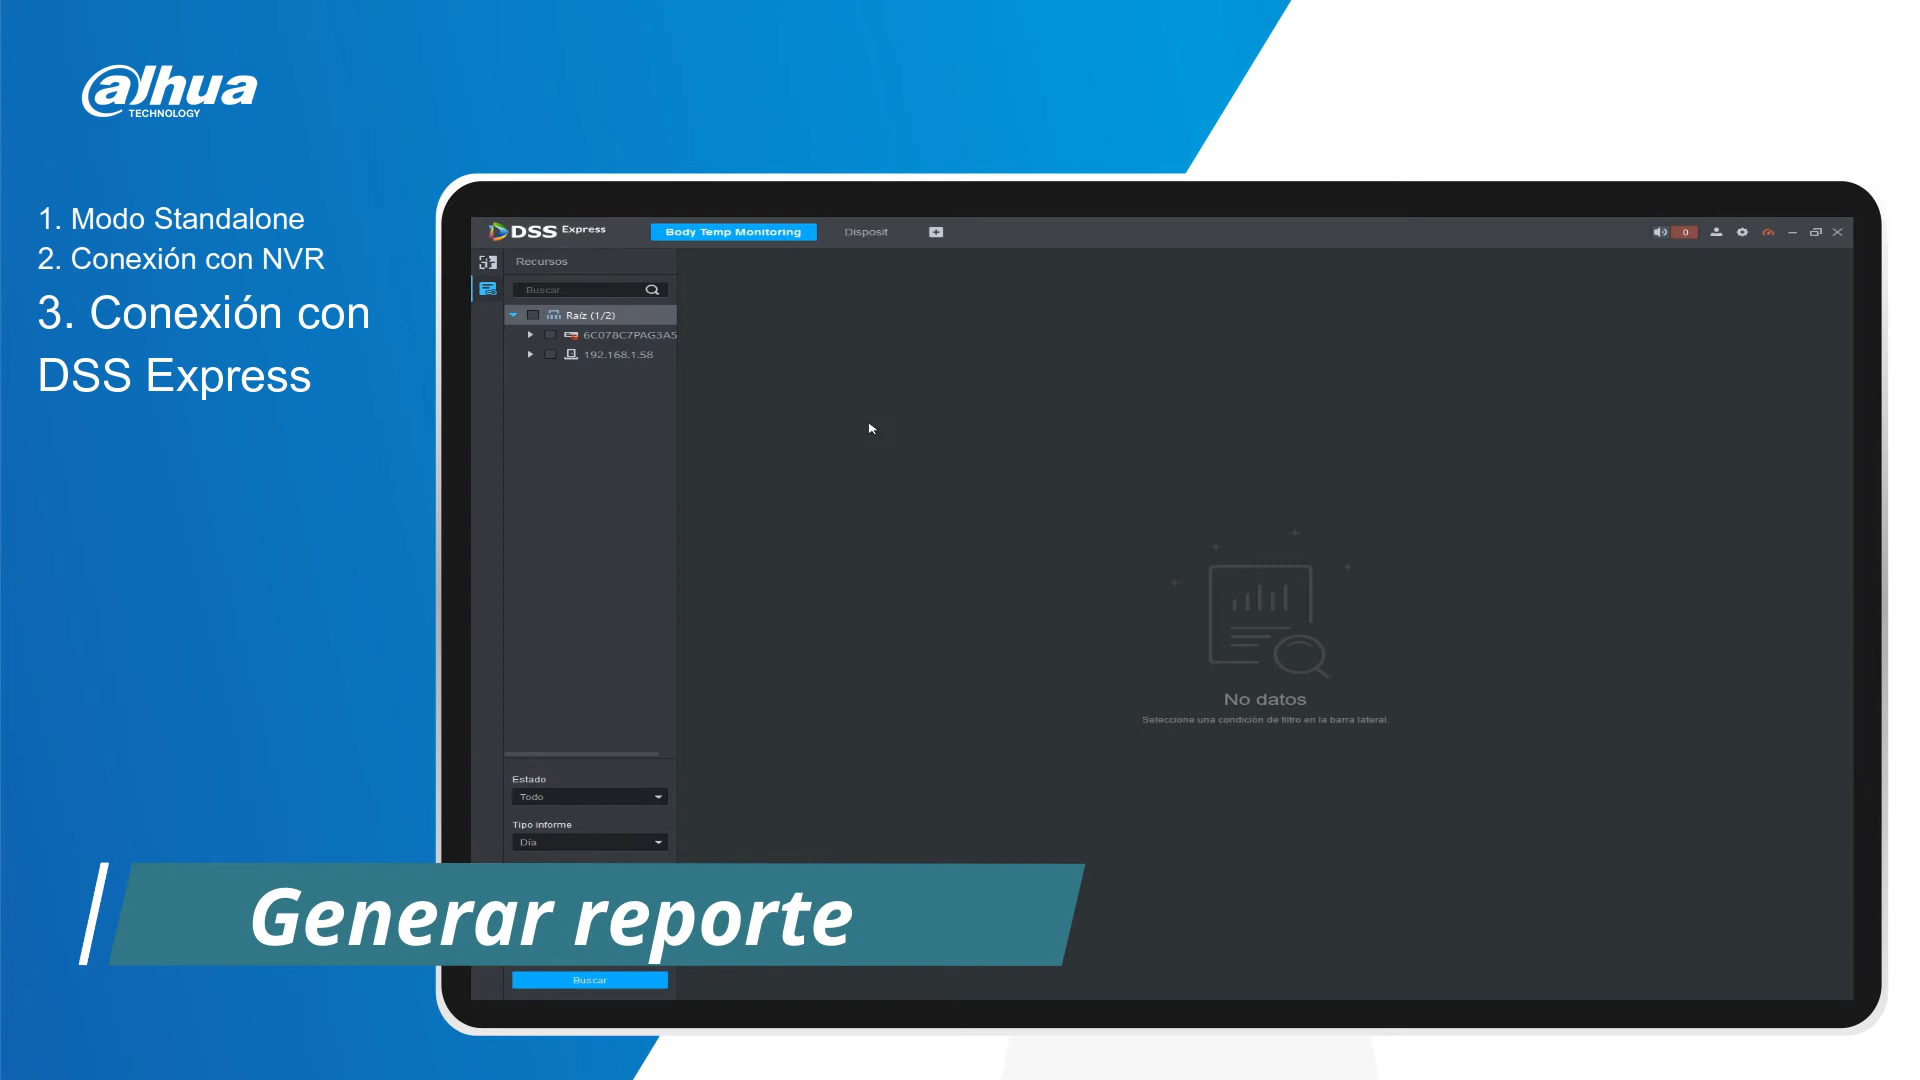 alhua
TECHNOLOGY
1. Modo Standalone
2. Conexión con NVR
3. Conexión con
DSS Express
DSS Express
Body Temp Monitoring
Disposit
0
Recursos
Buscar...
Raíz (1/2)
6C078C7PAG3A5
192.168.1.58
No datos
Seleccione una condición de filtro en la barra lateral.
Estado
Todo
Tipo informe
Día
Generar reporte
Buscar